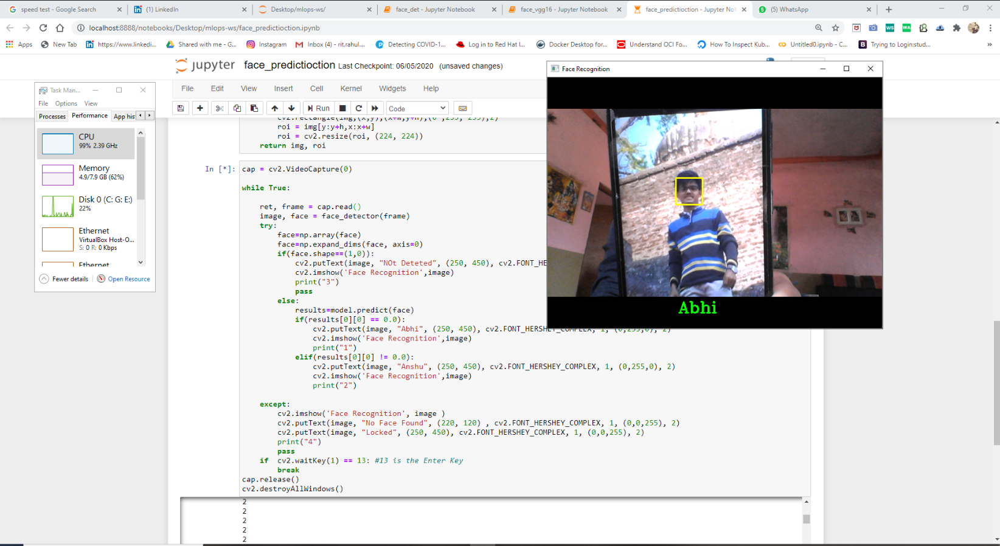 speed test - Google Search
(1) LinkedIn
Desktop/mlops-ws/
face_det - Jupyter Notebook
face_vgg16 - Jupyter Notebook
face_predictioction - Jupyter Not
(5) WhatsApp
localhost:8888/notebooks/Desktop/mlops-ws/face_predictioction.ipynb
Apps
New Tab
https://www.linkedi...
Shared with me - G...
Instagram
Inbox (4) - rit.rahul....
Detecting COVID-1...
Log in to Red Hat I...
Docker Desktop for...
Understand OCI Fo...
How To Inspect Kub...
Untitled0.ipynb - C...
Trying to Login:stud...
jupyter face_predictioction Last Checkpoint: 06/05/2020 (unsaved changes)
File Edit View Insert Cell Kernel Widgets Help
Run
Code
Task Man...
File Options View
Processes Performance App his
CPU
99% 2.39 GHz
Memory
4.9/7.9 GB (62%)
Disk 0 (C: G: E:)
22%
Ethernet
VirtualBox Host-O...
S: 0 R: 0 Kbps
Ethernet
Fewer details Open Resource
cv2.rectangle(img,(x,y),(x+w,y+h),(0 ,255, 255),2)
roi = img[y:y+h,x:x+w]
roi = cv2.resize(roi, (224, 224))
return img, roi
In [*]: cap = cv2.VideoCapture(0)
while True:
ret, frame = cap.read()
image, face = face_detector(frame)
try:
face=np.array(face)
face=np.expand_dims(face, axis=0)
if(face.shape==(1,0)):
cv2.putText(image, "NOt Deteted", (250, 450), cv2.FONT_HE
cv2.imshow('Face Recognition',image)
print("3")
pass
else:
results=model.predict(face)
if(results[0][0] == 0.0):
cv2.putText(image, "Abhi", (250, 450), cv2.FONT_HERSHEY_COMPLEX, 1, (0,255,0), 2)
cv2.imshow('Face Recognition',image)
print("1")
elif(results[0][0] != 0.0):
cv2.putText(image, "Anshu", (250, 450), cv2.FONT_HERSHEY_COMPLEX, 1, (0,255,0), 2)
cv2.imshow('Face Recognition',image)
print("2")
except:
cv2.imshow('Face Recognition', image )
cv2.putText(image, "No Face Found", (220, 120) , cv2.FONT_HERSHEY_COMPLEX, 1, (0,0,255), 2)
cv2.putText(image, "Locked", (250, 450), cv2.FONT_HERSHEY_COMPLEX, 1, (0,0,255), 2)
print("4")
pass
if cv2.waitKey(1) == 13: #13 is the Enter Key
break
cap.release()
cv2.destroyAllWindows()
2
2
2
2
2
Face Recognition
Abhi